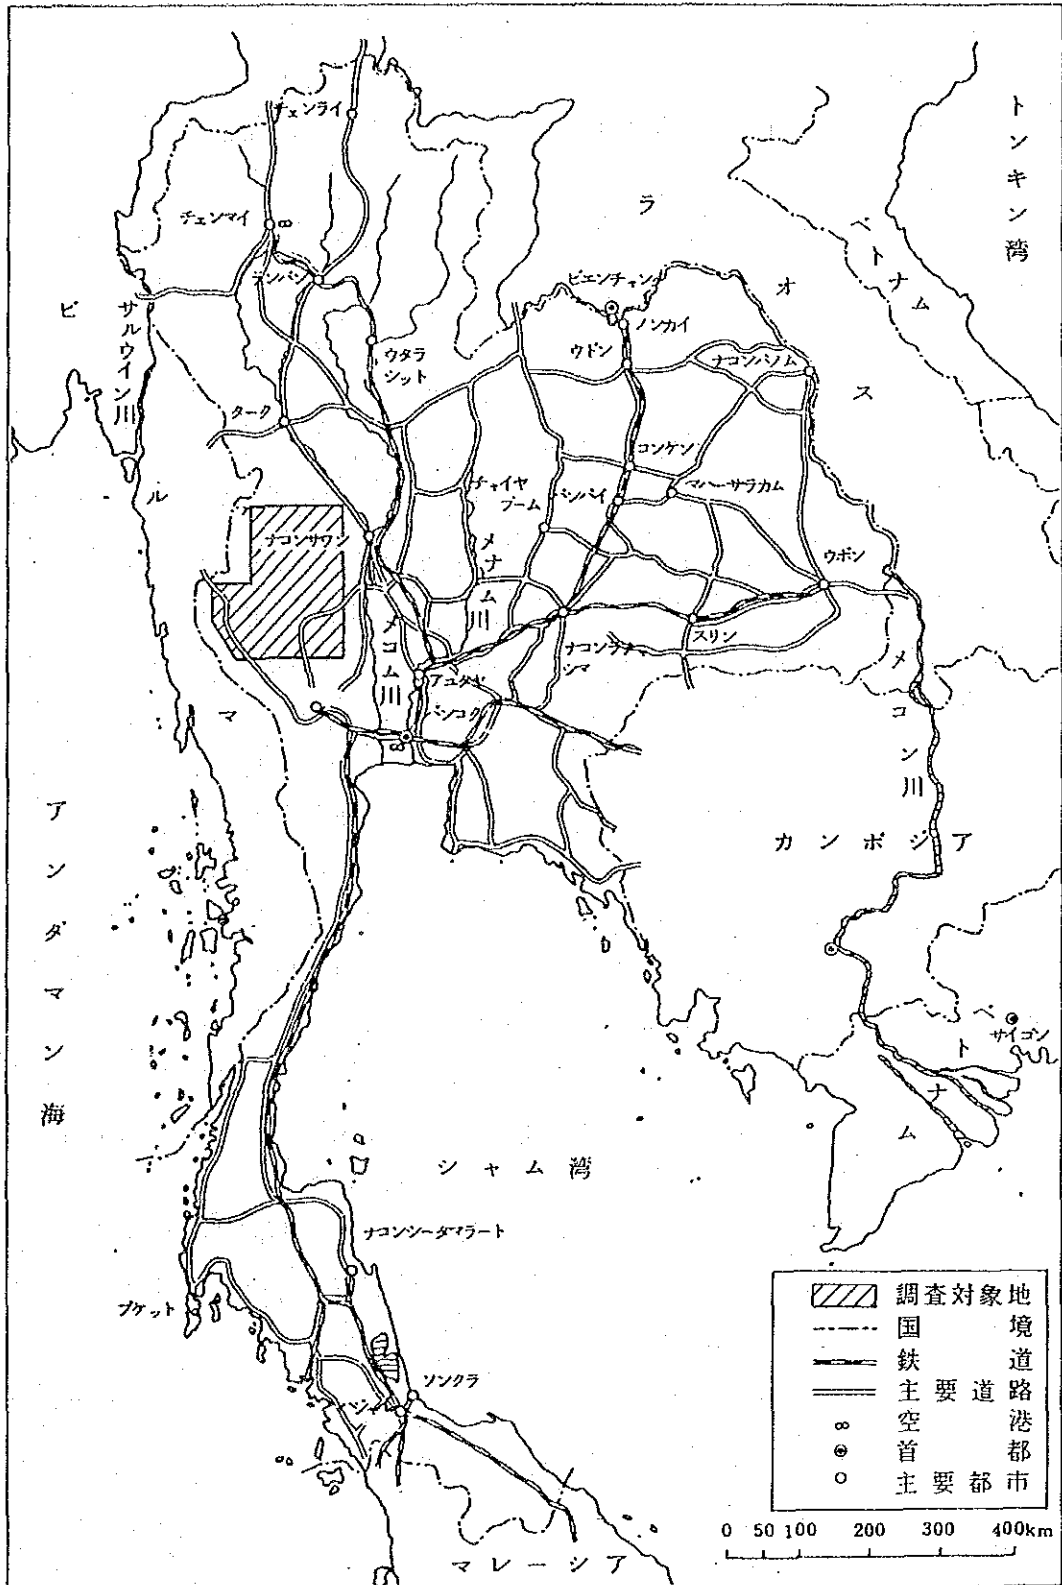 チェンライ
トンキン湾
チェンマイ
ラオス
ベトナム
ランパン
ビエンチャン
ノンカイ
ビルマ
サルウイン川
ウタラ
シット
ウドン
ナコンパノム
ターク
コンケン
チャイヤ
プーム
バンパイ
マハーサラカム
ナコンサワン
メナム川
ウボン
メコム川
ナコンラチャ
シマ
スリン
アユタヤ
バンコク
メコン川
アンダマン海
カンボジア
ベトナム
サイゴン
シャム湾
ナコンシーダマラート
プケット
ソンクラ
マレーシア
調査対象地
国境
鉄道
主要道路
空港
首都
主要都市
0 50 100 200 300 400km